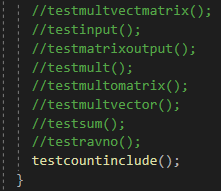 //testmultvectmatrix();
//testinput();
//testmatrixoutput();
//testmult();
//testmultomatrix();
//testmultvector();
//testsum();
//testravno();
testcountinclude();
}